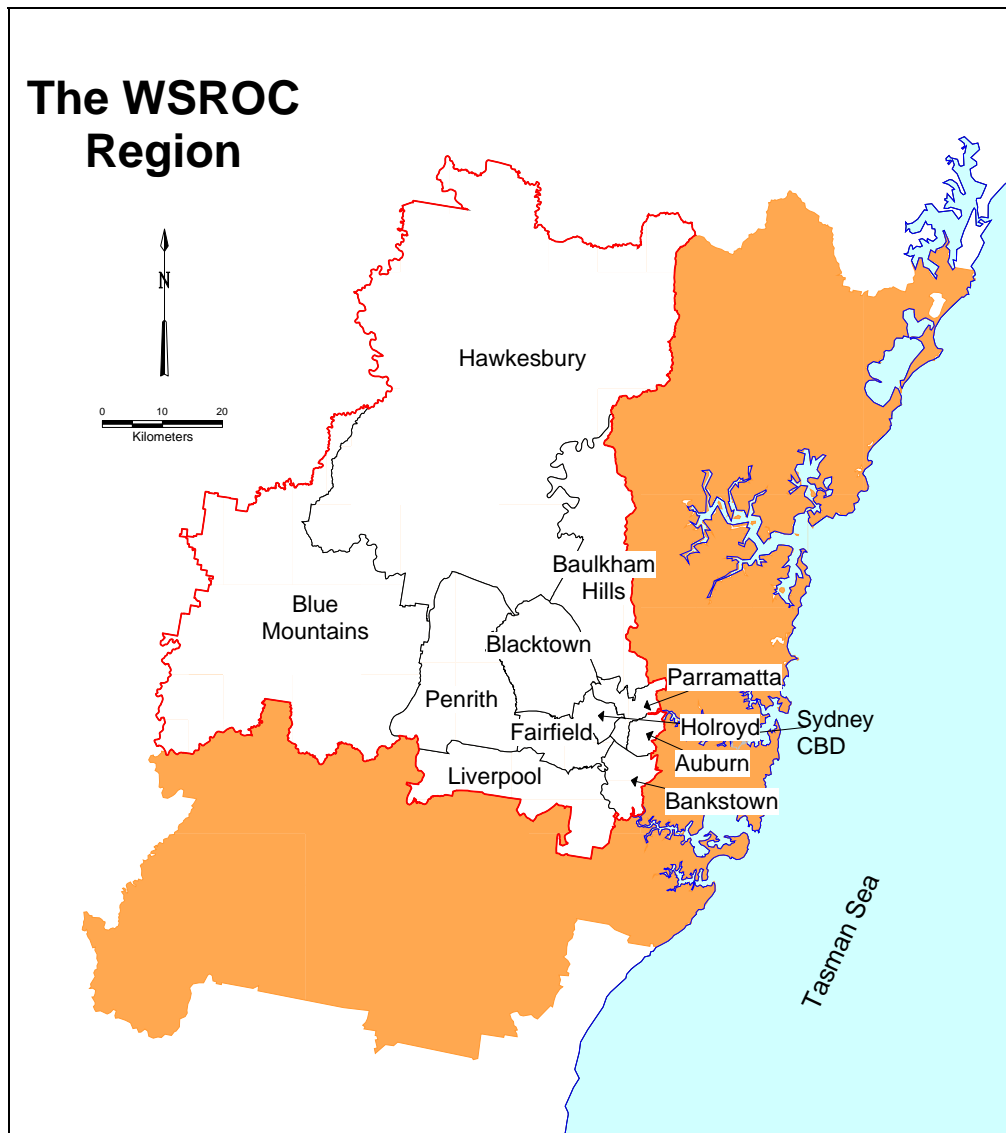 The WSROC
Region
N
0 10 20
Kilometers
Hawkesbury
Baulkham
Hills
Blue
Mountains
Blacktown
Penrith
Parramatta
Fairfield
Holroyd
Sydney
CBD
Auburn
Liverpool
Bankstown
Tasman Sea